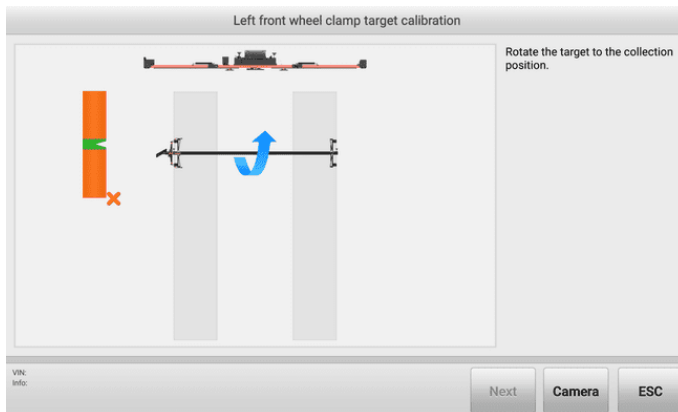 Left front wheel clamp target calibration
Rotate the target to the collection
position.
VIN:
Info:
Next
Camera
ESC